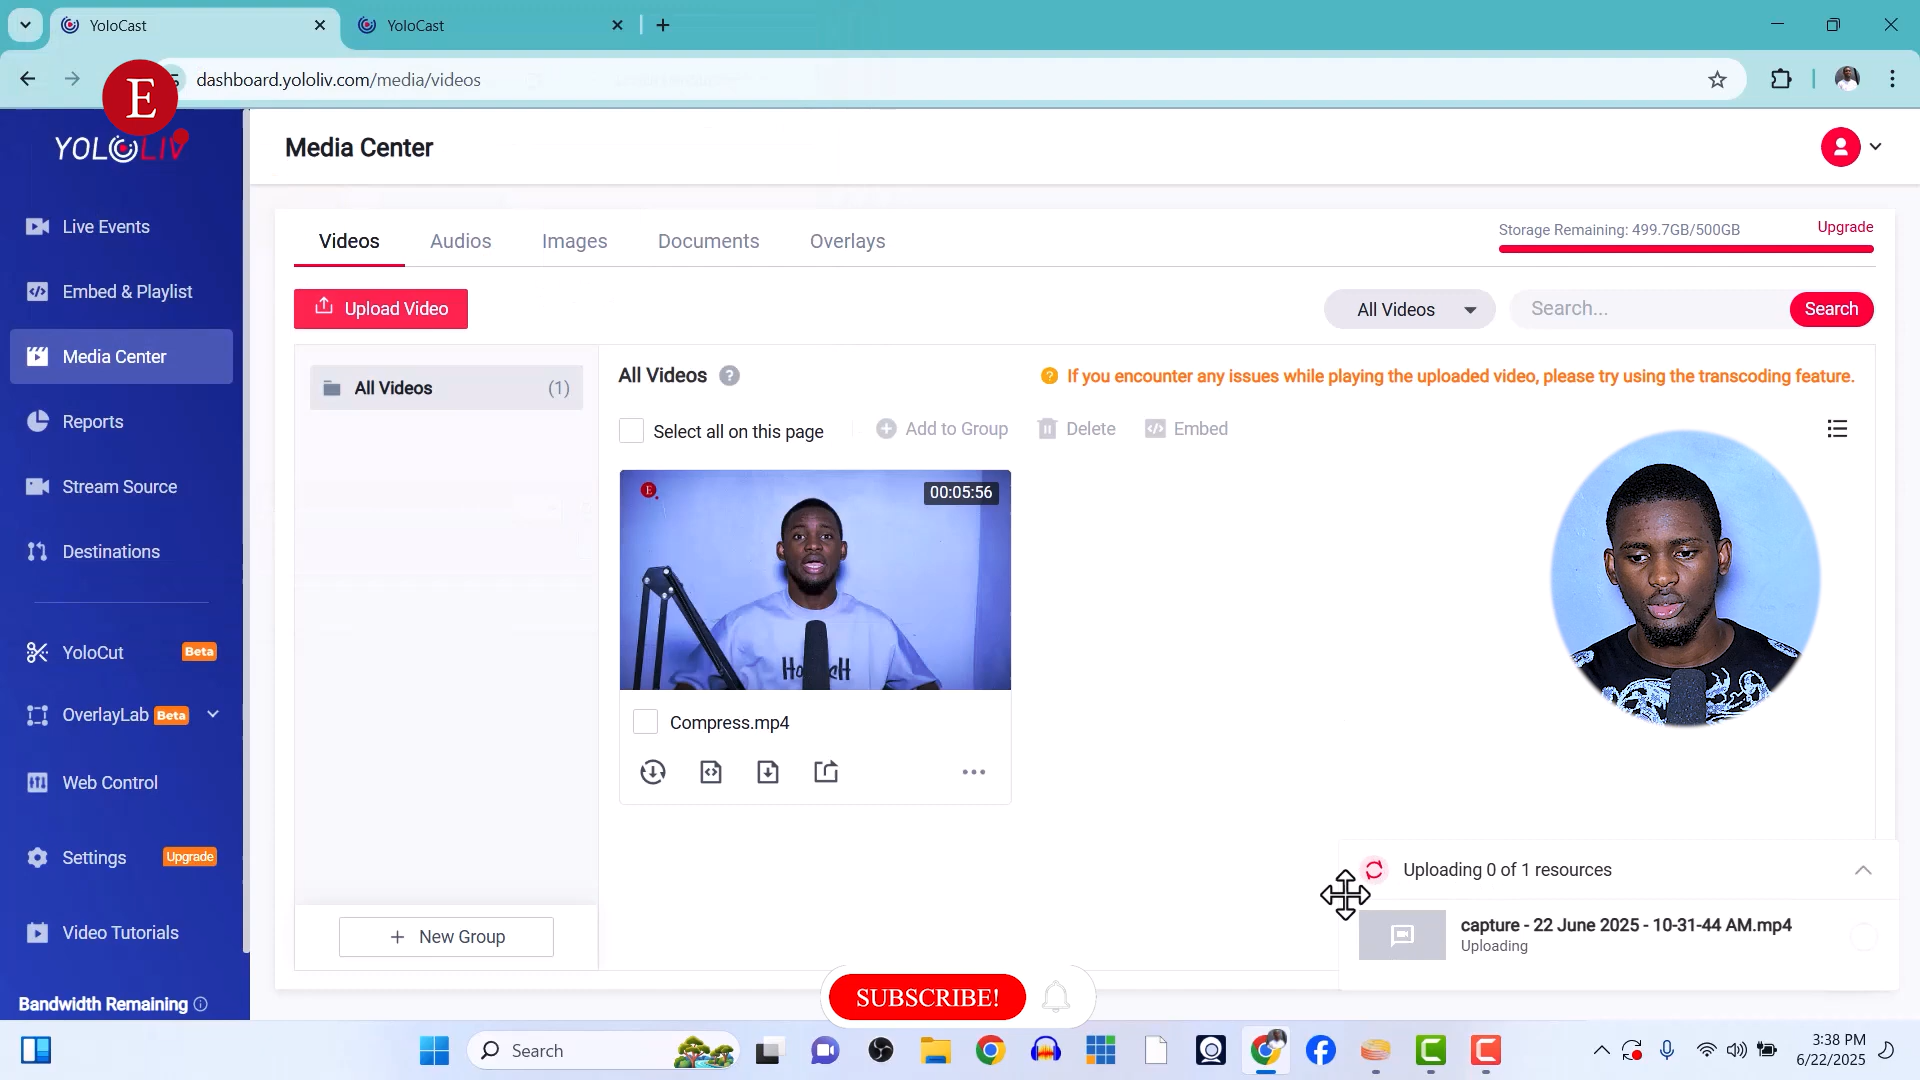 YoloCast
YoloCast
dashboard.yololiv.com/media/videos
E
YOLOLIV
Media Center
Live Events
Embed & Playlist
Media Center
Reports
Stream Source
Destinations
YoloCut Beta
OverlayLab Beta
Web Control
Settings Upgrade
Video Tutorials
Bandwidth Remaining
Videos Audios Images Documents Overlays
Storage Remaining: 499.7GB/500GB Upgrade
Upload Video
All Videos
Search...
Search
All Videos (1)
New Group
All Videos ?
? If you encounter any issues while playing the uploaded video, please try using the transcoding feature.
Select all on this page
Add to Group
Delete
Embed
E
00:05:56
Compress.mp4
Uploading 0 of 1 resources
capture - 22 June 2025 - 10-31-44 AM.mp4
Uploading
SUBSCRIBE!
Search
3:38 PM
6/22/2025